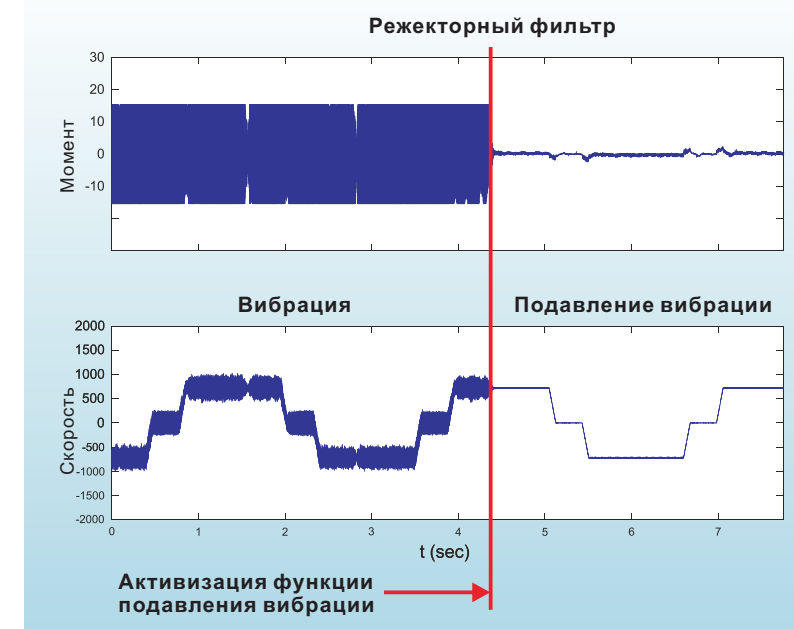 Режекторный фильтр
30
20
10
0
-10
Момент
Вибрация
Подавление вибрации
2000
1500
1000
500
0
-500
-1000
-1500
-2000
Скорость
0 1 2 3 4 5 6 7
t (sec)
Активизация функции
подавления вибрации